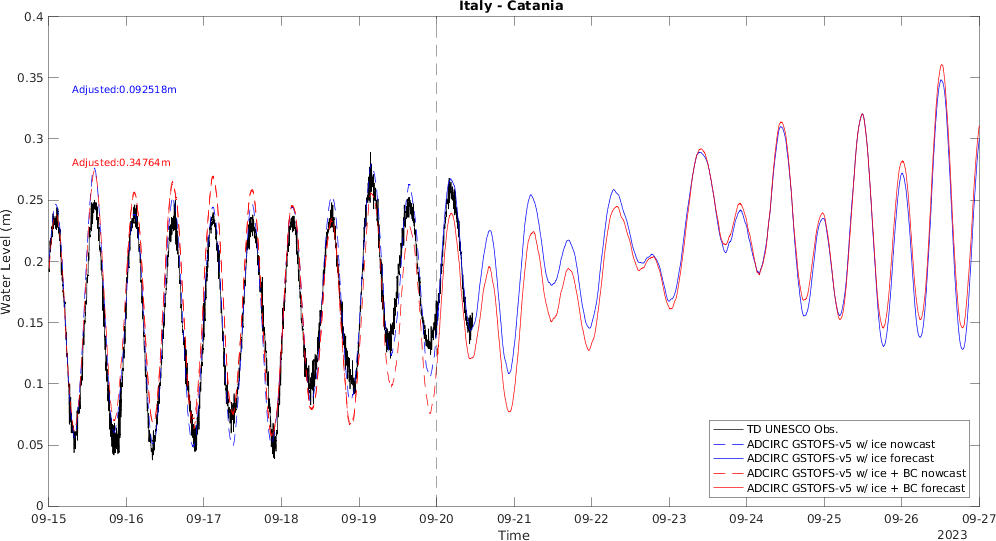 Italy - Catania
0.4
0.35
0.3
0.25
0.2
0.15
0.1
0.05
0
Water Level (m)
Adjusted:0.092518m
Adjusted:0.34764m
TD UNESCO Obs.
ADCIRC GSTOFS-v5 w/ ice nowcast
ADCIRC GSTOFS-v5 w/ ice forecast
ADCIRC GSTOFS-v5 w/ ice + BC nowcast
ADCIRC GSTOFS-v5 w/ ice + BC forecast
09-15 09-16 09-17 09-18 09-19 09-20 09-21 09-22 09-23 09-24 09-25 09-26 09-27
Time
2023